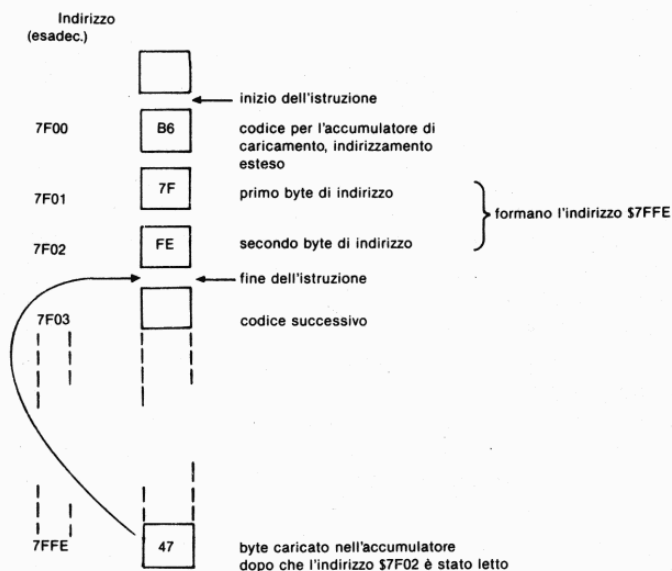 Indirizzo
(esadec.)
inizio dell'istruzione
7F00 B6 codice per l'accumulatore di
caricamento, indirizzamento
esteso
7F01 7F primo byte di indirizzo
formano l'indirizzo $7FFE
7F02 FE secondo byte di indirizzo
fine dell'istruzione
7F03 codice successivo
7FFE 47 byte caricato nell'accumulatore
dopo che l'indirizzo $7F02 è stato letto